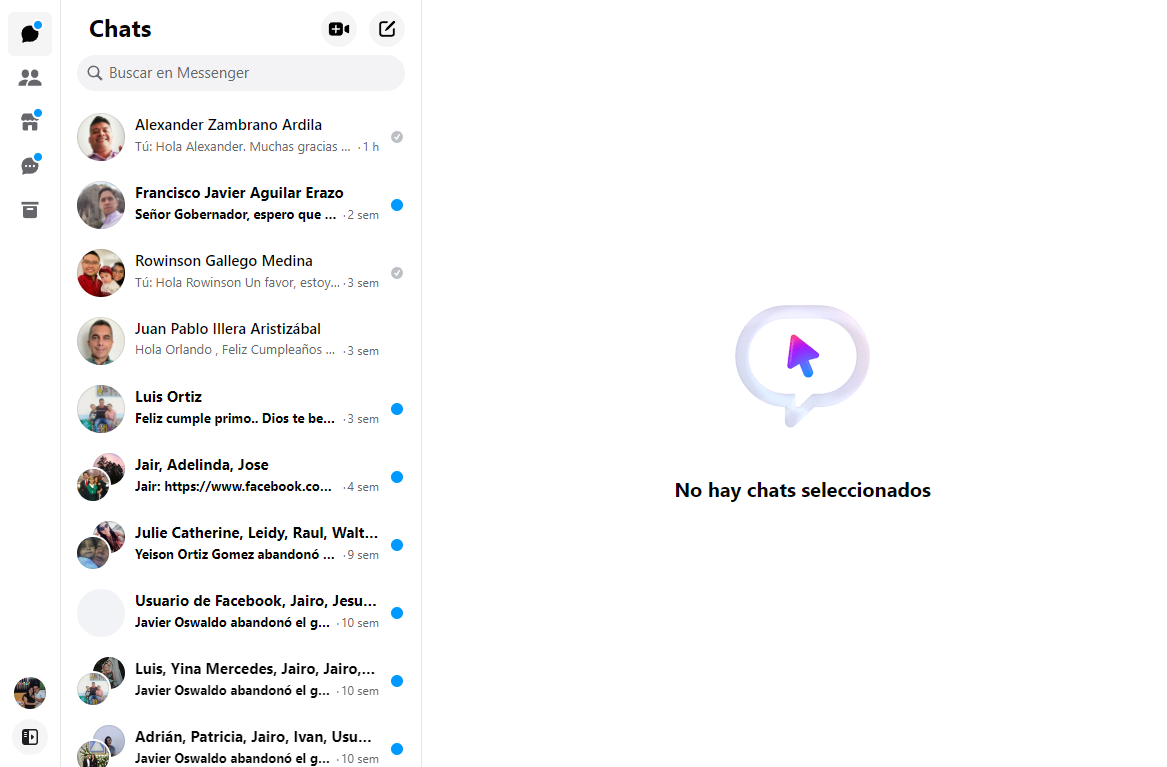 Chats
Buscar en Messenger
Alexander Zambrano Ardila
Tú: Hola Alexander. Muchas gracias ... · 1 h
Francisco Javier Aguilar Erazo
Señor Gobernador, espero que ... · 2 sem
Rowinson Gallego Medina
Tú: Hola Rowinson Un favor, estoy... · 3 sem
Juan Pablo Illera Aristizábal
Hola Orlando , Feliz Cumpleaños ... · 3 sem
Luis Ortiz
Feliz cumple primo.. Dios te be... · 3 sem
Jair, Adelinda, Jose
Jair: https://www.facebook.co... · 4 sem
Julie Catherine, Leidy, Raul, Walt...
Yeison Ortiz Gomez abandonó ... · 9 sem
Usuario de Facebook, Jairo, Jesu...
Javier Oswaldo abandonó el g... · 10 sem
Luis, Yina Mercedes, Jairo, Jairo,...
Javier Oswaldo abandonó el g... · 10 sem
Adrián, Patricia, Jairo, Ivan, Usu...
Javier Oswaldo abandonó el g... · 10 sem
No hay chats seleccionados